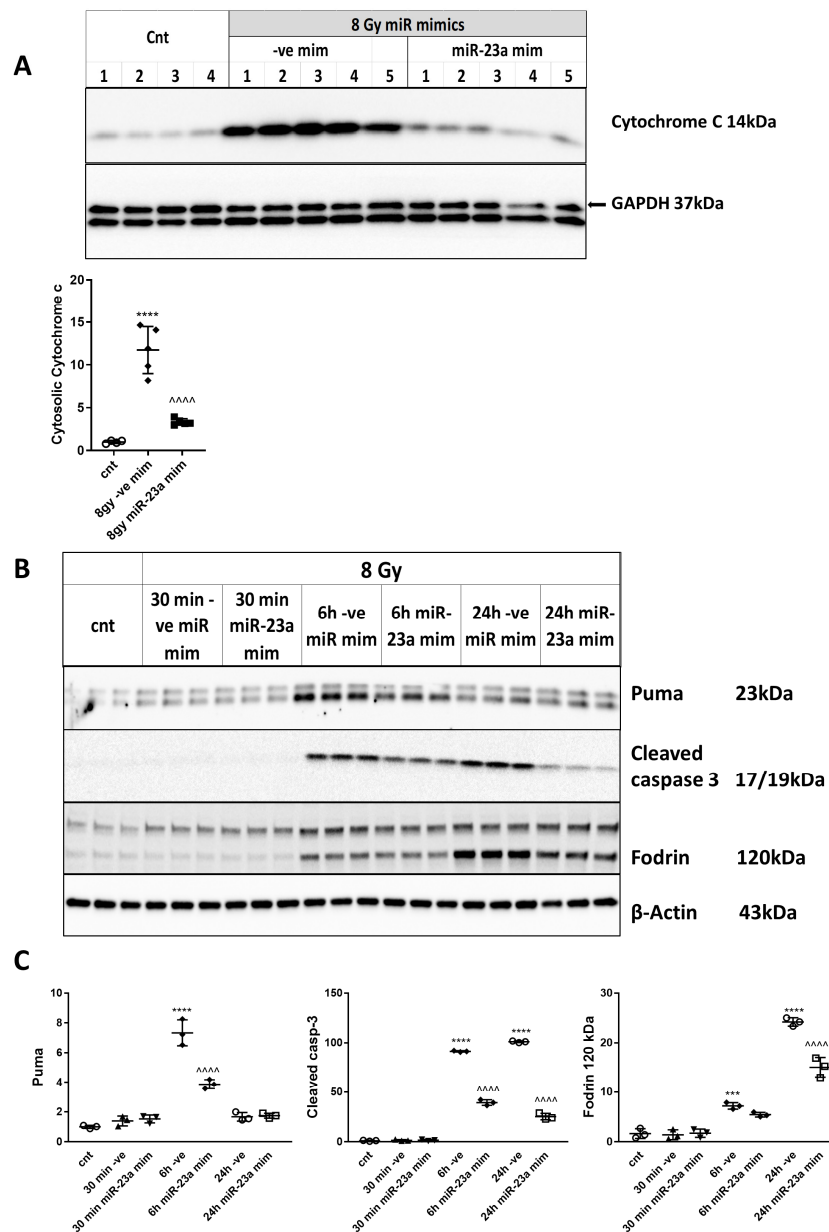 A
Cnt
8 Gy miR mimics
-ve mim
miR-23a mim
1 2 3 4 1 2 3 4 5 1 2 3 4 5
Cytochrome C 14kDa
GAPDH 37kDa
Cytosolic Cytochrome c
20
15
10
5
0
****
^^^^
cnt
8gy -ve mim
8gy miR-23a mim
B
8 Gy
cnt
30 min -
ve miR
mim
30 min
miR-23a
mim
6h -ve
miR mim
6h miR-
23a mim
24h -ve
miR mim
24h miR-
23a mim
Puma 23kDa
Cleaved
caspase 3 17/19kDa
Fodrin 120kDa
β-Actin 43kDa
C
Puma
10
8
6
4
2
0
****
^^^^
cnt
30 min -ve
30 min miR-23a mim
6h -ve
6h miR-23a mim
24h -ve
24h miR-23a mim
Cleaved casp-3
150
100
50
0
****
^^^^
****
^^^^
cnt
30 min -ve
30 min miR-23a mim
6h -ve
6h miR-23a mim
24h -ve
24h miR-23a mim
Fodrin 120 kDa
30
20
10
0
***
****
^^^^
cnt
30 min -ve
30 min miR-23a mim
6h -ve
6h miR-23a mim
24h -ve
24h miR-23a mim